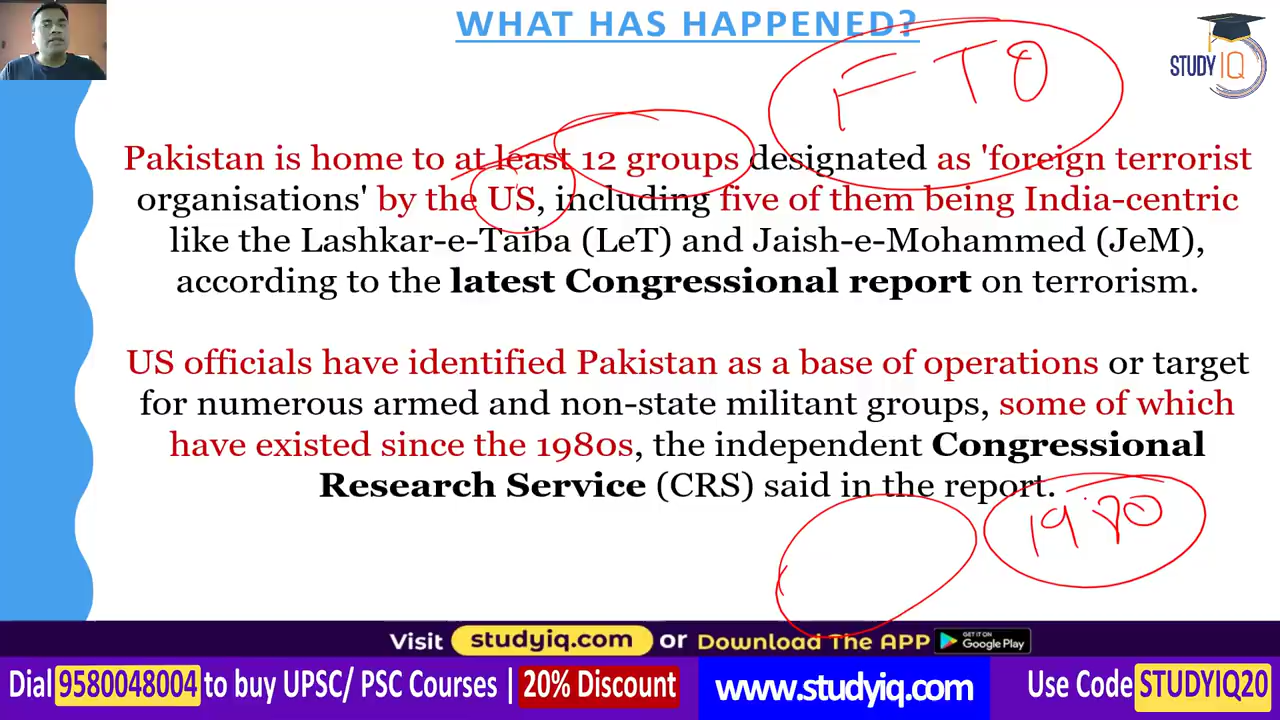 WHAT HAS HAPPENED?
STUDY IQ
FTO
Pakistan is home to at least 12 groups designated as 'foreign terrorist
organisations' by the US, including five of them being India-centric
like the Lashkar-e-Taiba (LeT) and Jaish-e-Mohammed (JeM),
according to the latest Congressional report on terrorism.
US officials have identified Pakistan as a base of operations or target
for numerous armed and non-state militant groups, some of which
have existed since the 1980s, the independent Congressional
Research Service (CRS) said in the report.
Visit studyiq.com or Download The APP GET IT ON Google Play
Dial 9580048004 to buy UPSC/ PSC Courses | 20% Discount www.studyiq.com Use Code STUDYIQ20